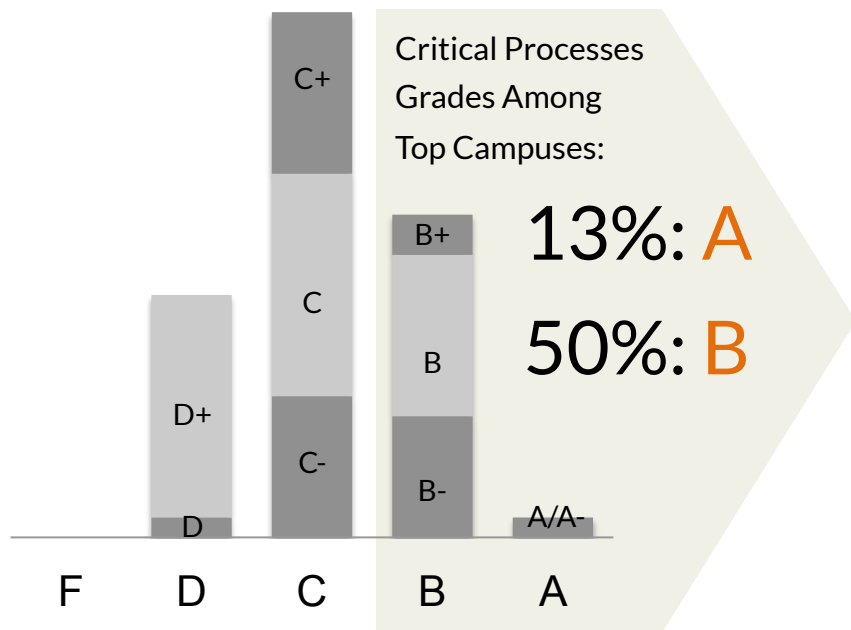 Critical Processes
Grades Among
Top Campuses:
13%: A
50%: B
C+
C
C-
D+
D
B+
B
B-
A/A-
F D C B A